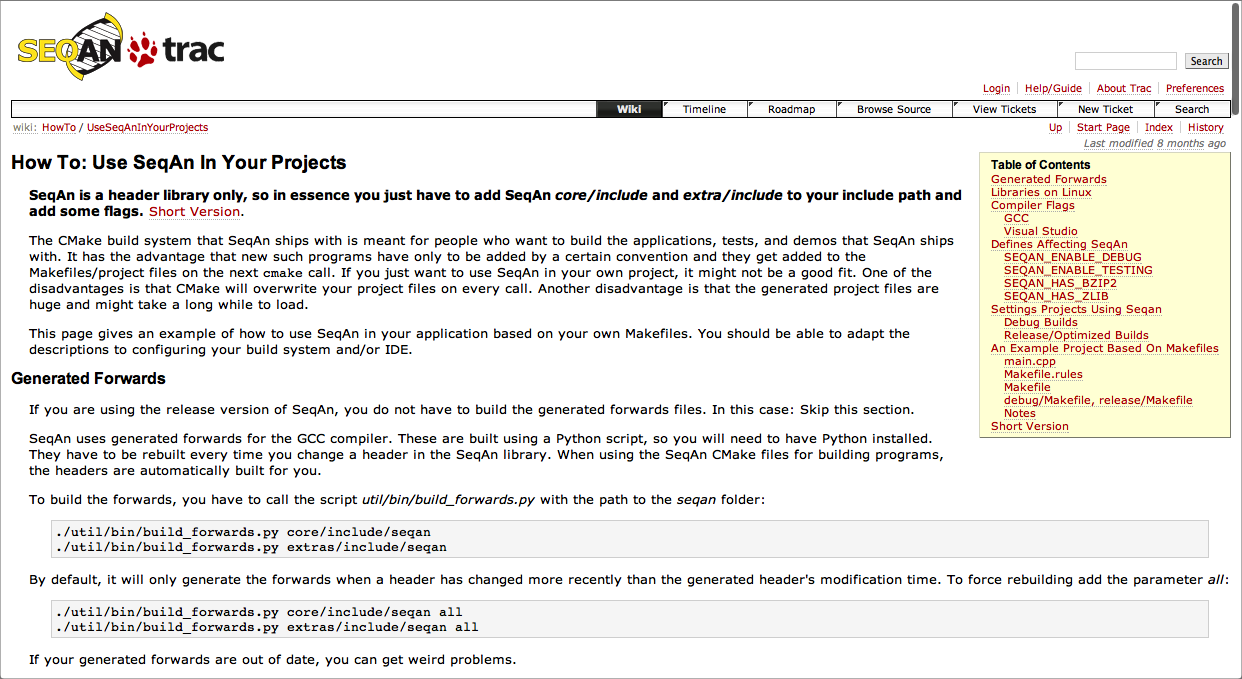 SEQAN trac
Search
Login Help/Guide About Trac Preferences
Wiki Timeline Roadmap Browse Source View Tickets New Ticket Search
wiki: HowTo / UseSeqAnInYourProjects
Up Start Page Index History
Last modified 8 months ago
How To: Use SeqAn In Your Projects
SeqAn is a header library only, so in essence you just have to add SeqAn core/include and extra/include to your include path and
add some flags. Short Version.
The CMake build system that SeqAn ships with is meant for people who want to build the applications, tests, and demos that SeqAn ships
with. It has the advantage that new such programs have only to be added by a certain convention and they get added to the
Makefiles/project files on the next cmake call. If you just want to use SeqAn in your own project, it might not be a good fit. One of the
disadvantages is that CMake will overwrite your project files on every call. Another disadvantage is that the generated project files are
huge and might take a long while to load.
This page gives an example of how to use SeqAn in your application based on your own Makefiles. You should be able to adapt the
descriptions to configuring your build system and/or IDE.
Table of Contents
Generated Forwards
Libraries on Linux
Compiler Flags
GCC
Visual Studio
Defines Affecting SeqAn
SEQAN_ENABLE_DEBUG
SEQAN_ENABLE_TESTING
SEQAN_HAS_BZIP2
SEQAN_HAS_ZLIB
Settings Projects Using Seqan
Debug Builds
Release/Optimized Builds
An Example Project Based On Makefiles
main.cpp
Makefile.rules
Makefile
debug/Makefile, release/Makefile
Notes
Short Version
Generated Forwards
If you are using the release version of SeqAn, you do not have to build the generated forwards files. In this case: Skip this section.
SeqAn uses generated forwards for the GCC compiler. These are built using a Python script, so you will need to have Python installed.
They have to be rebuilt every time you change a header in the SeqAn library. When using the SeqAn CMake files for building programs,
the headers are automatically built for you.
To build the forwards, you have to call the script util/bin/build_forwards.py with the path to the seqan folder:
./util/bin/build_forwards.py core/include/seqan
./util/bin/build_forwards.py extras/include/seqan
By default, it will only generate the forwards when a header has changed more recently than the generated header's modification time. To force rebuilding add the parameter all:
./util/bin/build_forwards.py core/include/seqan all
./util/bin/build_forwards.py extras/include/seqan all
If your generated forwards are out of date, you can get weird problems.